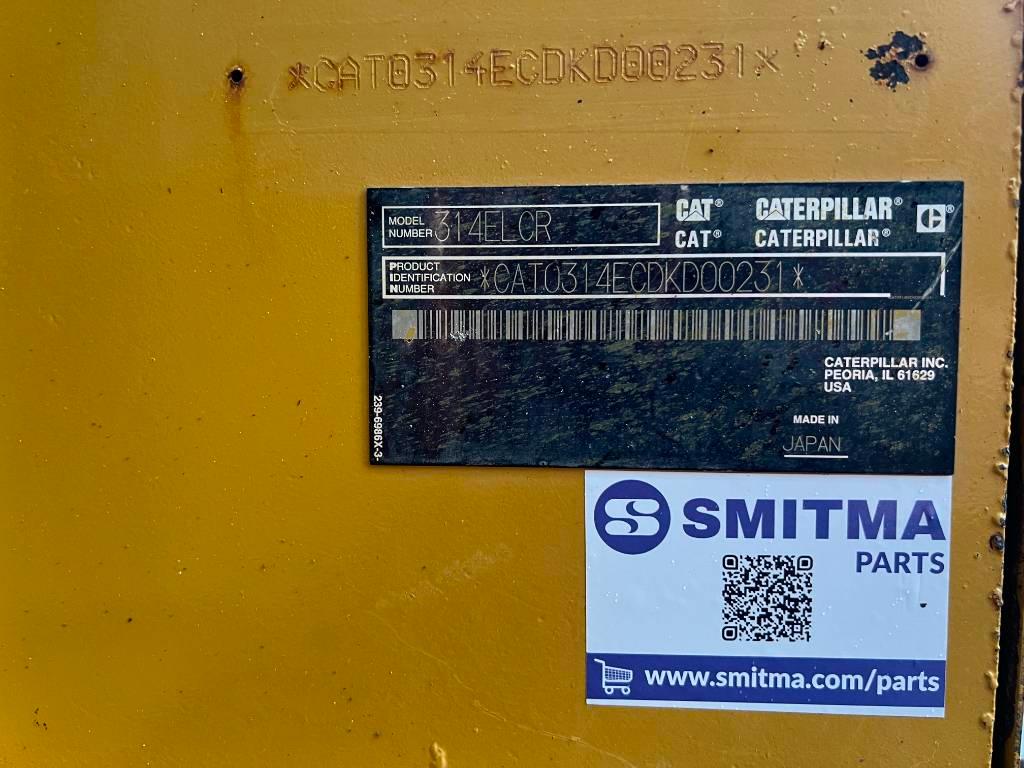 *CAT0314ECDKD00231*
MODEL NUMBER 314ELCR
CAT® CATERPILLAR®
CAT® CATERPILLAR®
PRODUCT IDENTIFICATION NUMBER *CAT0314ECDKD00231*
CATERPILLAR INC.
PEORIA, IL 61629
USA
239-6986X-3-
MADE IN
JAPAN
SMITMA
PARTS
www.smitma.com/parts